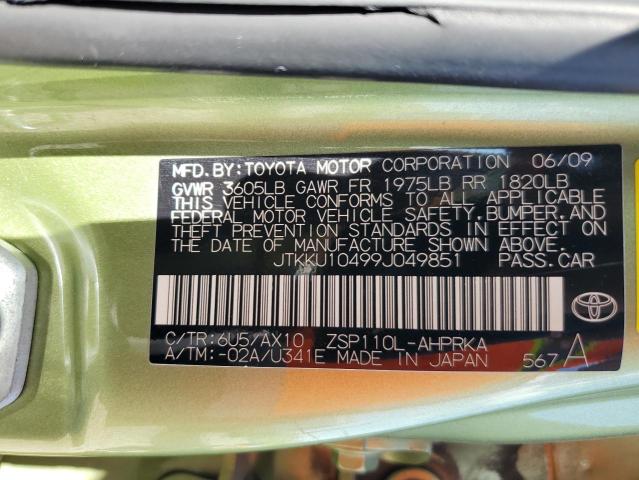 MFD.BY: TOYOTA MOTOR CORPORATION 06/09
GVWR 3605LB GAWR FR 1975LB RR 1820LB
THIS VEHICLE CONFORMS TO ALL APPLICABLE
FEDERAL MOTOR VEHICLE SAFETY, BUMPER, AND
THEFT PREVENTION STANDARDS IN EFFECT ON
THE DATE OF MANUFACTURE SHOWN ABOVE.
JTKKU10499J049851 PASS.CAR
C/TR:6U5/AX10 ZSP110L-AHPRKA
A/TM:-02A/U341E MADE IN JAPAN 567 A